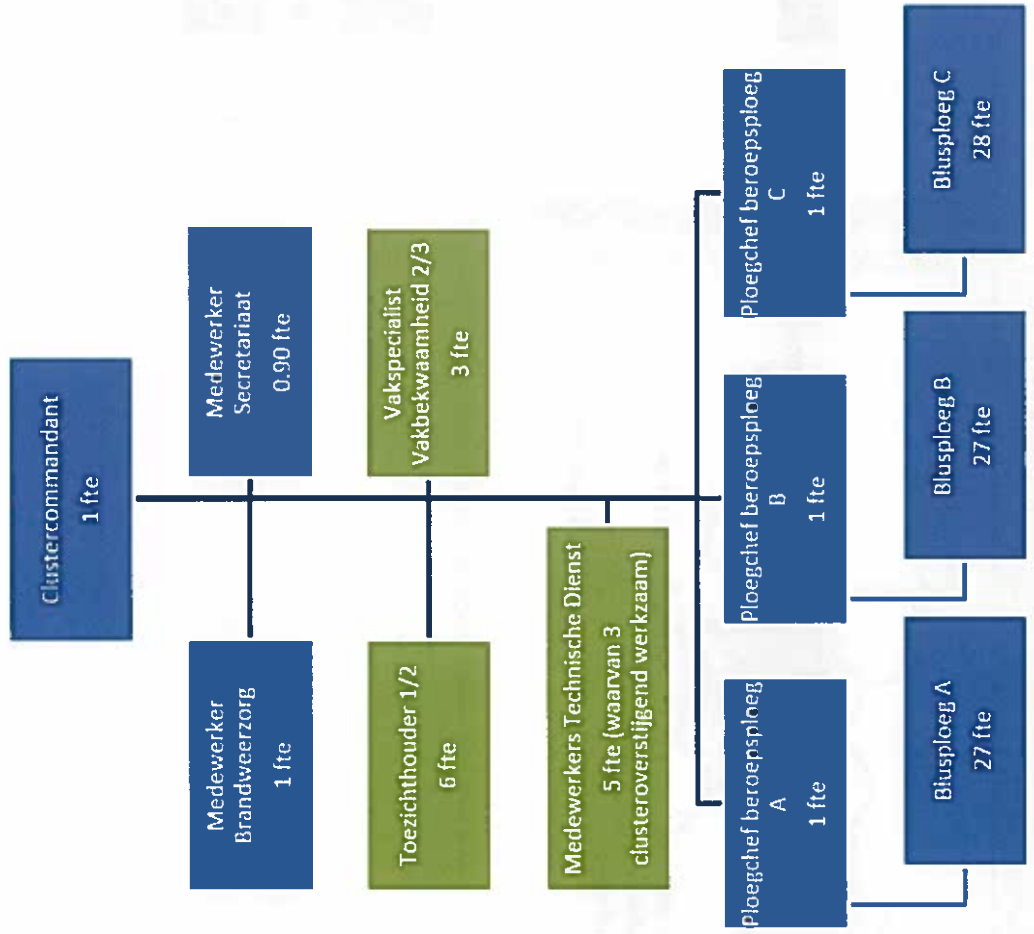 Clustercommandant
1 fte
Medewerker
Brandweerzorg
1 fte
Medewerker
Secretariaat
0.90 fte
Toezichthouder 1/2
6 fte
Vakspecialist
Vakbekwaamheid 2/3
3 fte
Medewerkers Technische Dienst
5 fte (waarvan 3
clusteroverstijgend werkzaam)
Ploegchef beroepsploeg
A
1 fte
Ploegchef beroepsploeg
B
1 fte
Ploegchef beroepsploeg
C
1 fte
Blusploeg A
27 fte
Blusploeg B
27 fte
Blusploeg C
28 fte